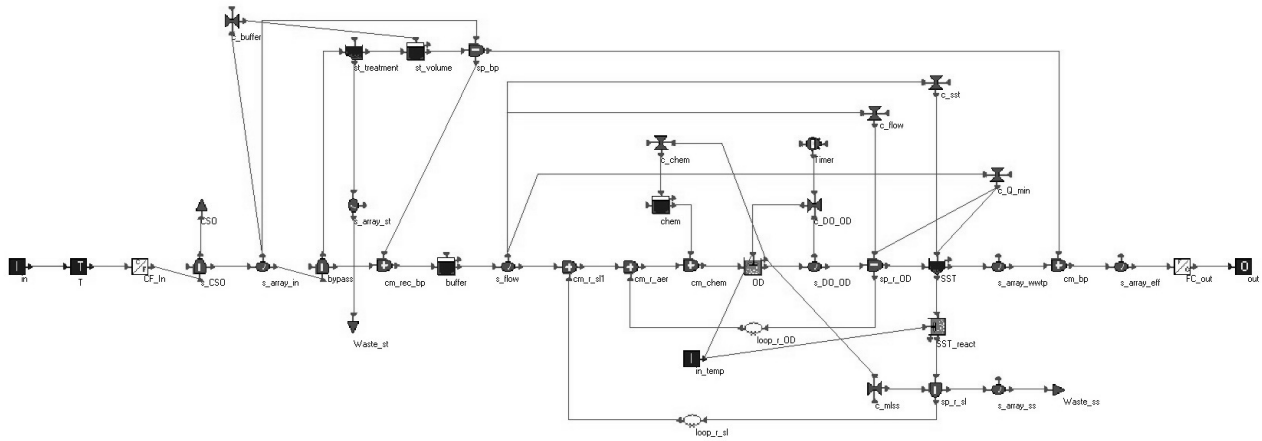 c_buffer
st_treatment
st_volume
sp_bp
c_sst
c_flow
c_chem
Timer
c_Q_min
CSO
s_array_st
chem
c_DO_OD
in
T
CF_In
s_CSO
s_array_in
bypass
cm_rec_bp
buffer
s_flow
cm_r_sl1
cm_r_aer
cm_chem
OD
s_DO_OD
sp_r_OD
SST
s_array_wwtp
cm_bp
s_array_eff
FC_out
out
Waste_st
loop_r_OD
in_temp
SST_react
c_mlss
sp_r_sl
s_array_ss
Waste_ss
loop_r_sl